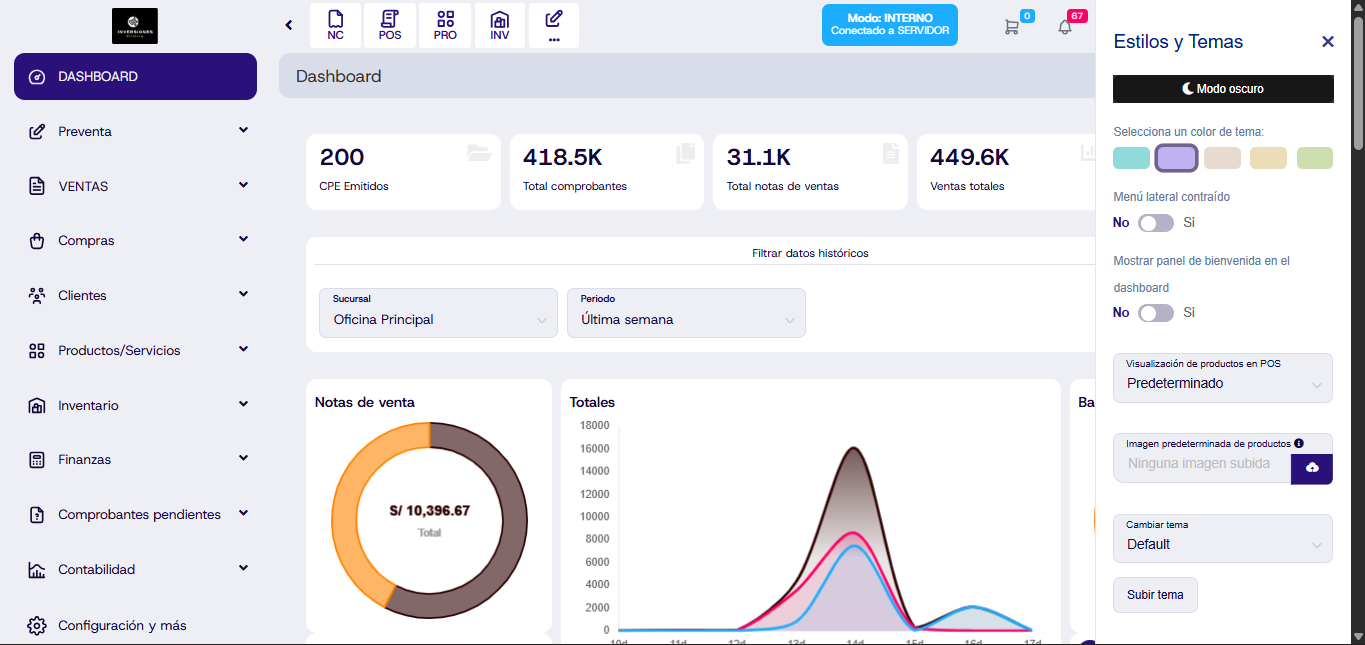 INVERSIONES
DASHBOARD
Preventa
VENTAS
Compras
Clientes
Productos/Servicios
Inventario
Finanzas
Comprobantes pendientes
Contabilidad
Configuración y más
NC
POS
PRO
INV
...
Modo: INTERNO
Conectado a SERVIDOR
0
67
Dashboard
200
CPE Emitidos
418.5K
Total comprobantes
31.1K
Total notas de ventas
449.6K
Ventas totales
Filtrar datos históricos
Sucursal
Oficina Principal
Periodo
Última semana
Notas de venta
S/ 10,396.67
Total
Totales
18000
16000
14000
12000
10000
8000
6000
4000
2000
0
10d 11d 12d 13d 14d 15d 16d 17d
Ba
Estilos y Temas
Modo oscuro
Selecciona un color de tema:
Menú lateral contraído
No Si
Mostrar panel de bienvenida en el
dashboard
No Si
Visualización de productos en POS
Predeterminado
Imagen predeterminada de productos
Ninguna imagen subida
Cambiar tema
Default
Subir tema